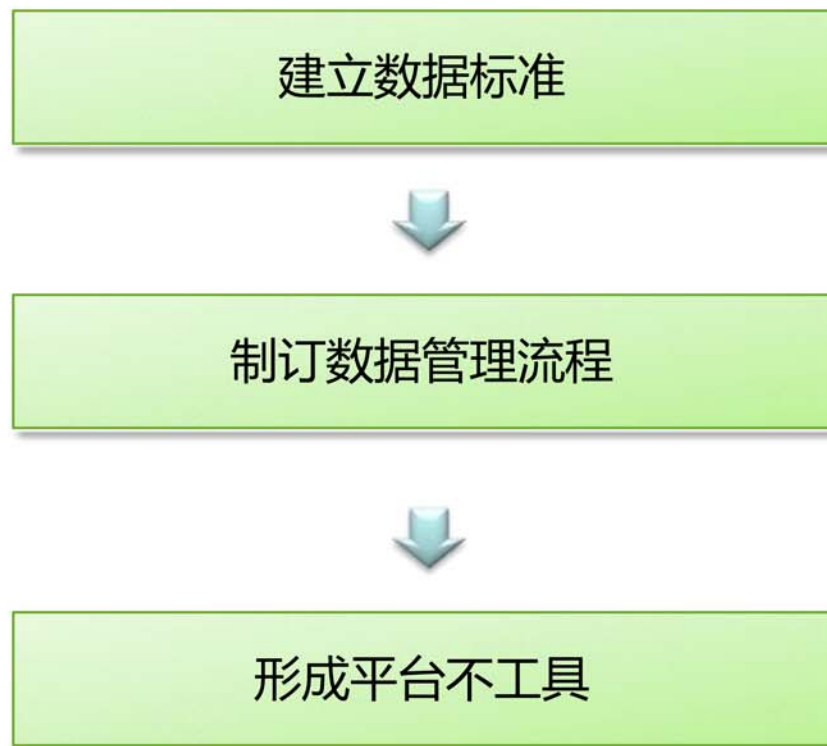 建立数据标准
制订数据管理流程
形成平台不工具